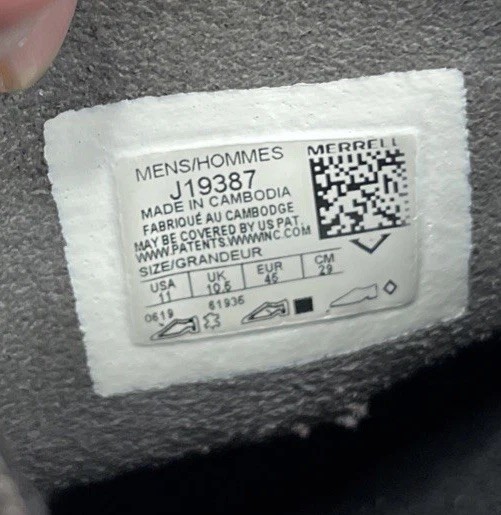 MERRELL
MENS/HOMMES
J19387
MADE IN CAMBODIA
FABRIQUÉ AU CAMBODGE
MAY BE COVERED BY US PAT.
WWW.PATENTS.WWWINC.COM
SIZE/GRANDEUR
USA UK EUR CM
11 10.5 45 29
0619 61936